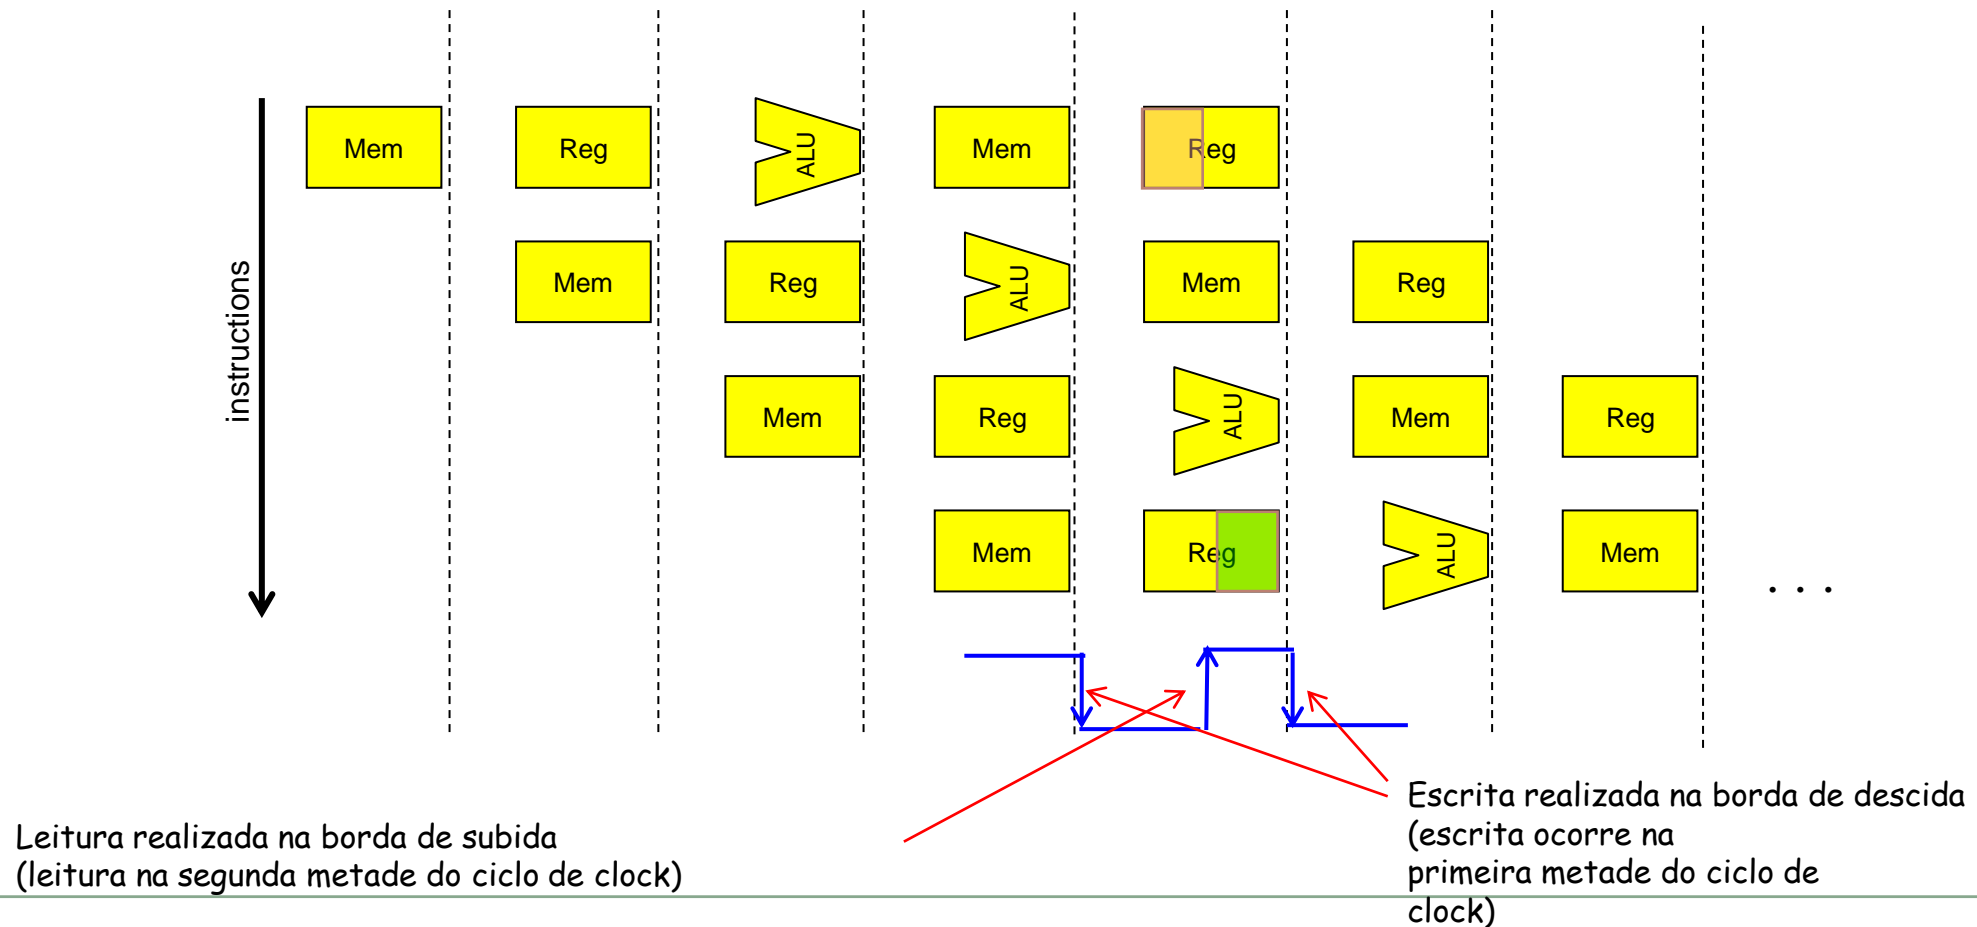 Mem Reg ALU Mem Reg
Mem Reg ALU Mem Reg
instructions
Mem Reg ALU Mem Reg
Mem Reg ALU Mem
. . .
Leitura realizada na borda de subida
(leitura na segunda metade do ciclo de clock)
Escrita realizada na borda de descida
(escrita ocorre na
primeira metade do ciclo de
clock)